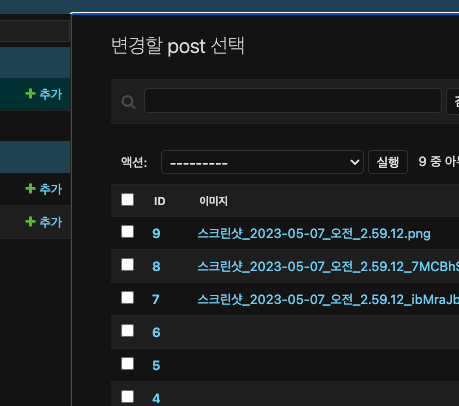 변경할 post 선택
추가
액션: --------- 실행 9 중 아
ID 이미지
추가
9 스크린샷_2023-05-07_오전_2.59.12.png
추가
8 스크린샷_2023-05-07_오전_2.59.12_7MCBhS
7 스크린샷_2023-05-07_오전_2.59.12_ibMraJb
6
5
4